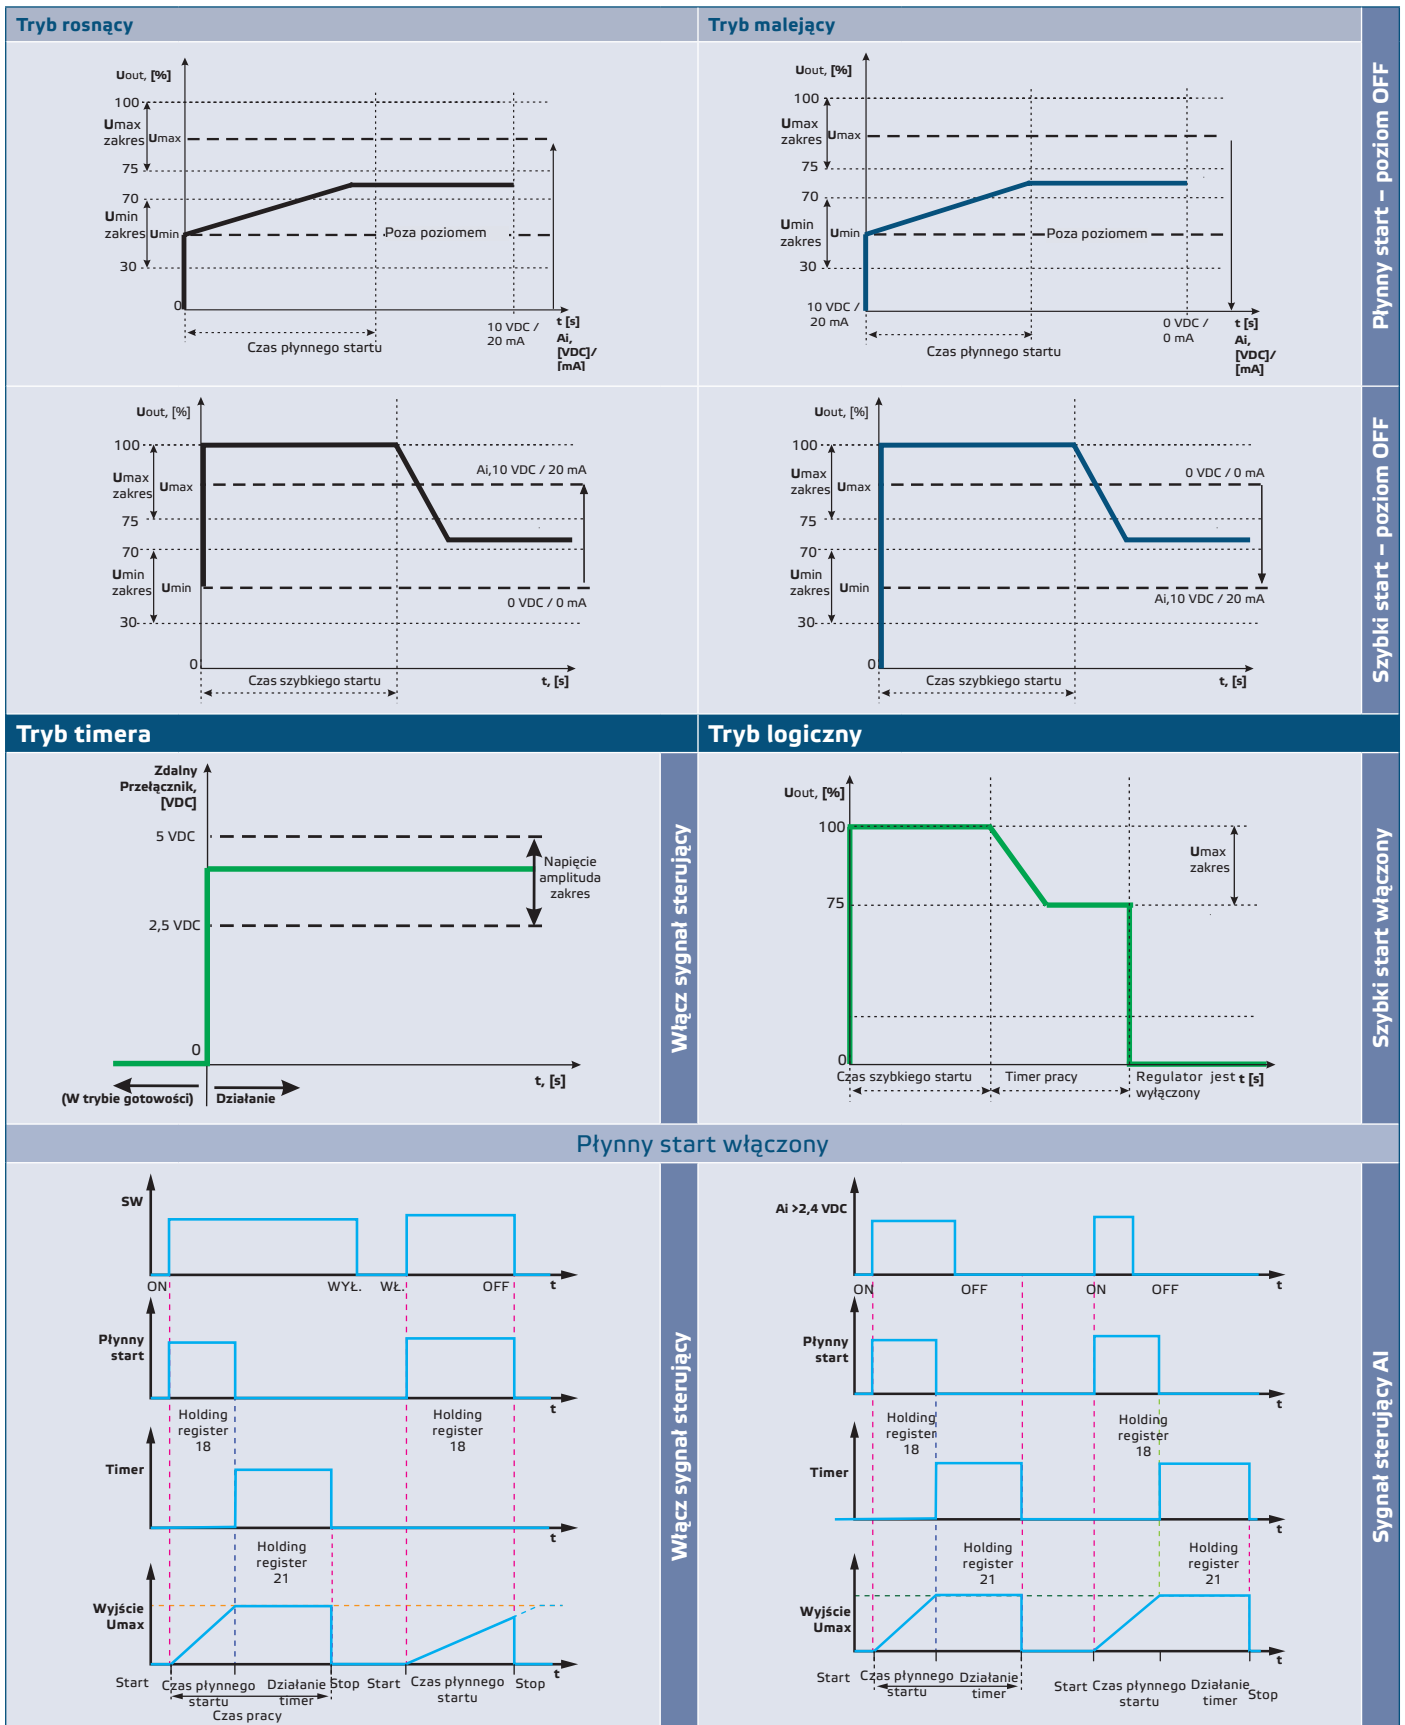 Tryb rosnący
Tryb malejący
Uout, [%]
100
Umax
zakres
Umax
75
70
Umin
zakres
Umin
Poza poziomem
30
0
10 VDC /
20 mA
t [s]
Ai,
[VDC]/
[mA]
Czas płynnego startu
Uout, [%]
100
Umax
zakres
Umax
75
70
Umin
zakres
Umin
Poza poziomem
30
10 VDC /
20 mA
0 VDC /
0 mA
t [s]
Ai,
[VDC]/
[mA]
Czas płynnego startu
Płynny start – poziom OFF
Uout, [%]
100
Ai,10 VDC / 20 mA
Umax
zakres
Umax
75
70
Umin
zakres
Umin
0 VDC / 0 mA
30
0
Czas szybkiego startu
t, [s]
Uout, [%]
100
0 VDC / 0 mA
Umax
zakres
Umax
75
70
Umin
zakres
Umin
Ai,10 VDC / 20 mA
30
0
Czas szybkiego startu
t, [s]
Szybki start – poziom OFF
Tryb timera
Tryb logiczny
Zdalny
Przełącznik,
[VDC]
5 VDC
Napięcie
amplituda
zakres
2,5 VDC
0
t, [s]
(W trybie gotowości)
Działanie
Włącz sygnał sterujący
Uout, [%]
100
Umax
zakres
75
0
Czas szybkiego startu
Timer pracy
Regulator jest
wyłączony
t [s]
Szybki start włączony
Płynny start włączony
SW
ON
WYŁ.
WŁ.
OFF
t
Płynny
start
t
Holding
register
18
Holding
register
18
Timer
t
Holding
register
21
Wyjście
Umax
t
Start
Czas płynnego
startu
Działanie
timer
Stop
Start
Czas płynnego
startu
Stop
Czas pracy
Włącz sygnał sterujący
Ai >2,4 VDC
ON
OFF
ON
OFF
t
Płynny
start
t
Holding
register
18
Holding
register
18
Timer
t
Holding
register
21
Holding
register
21
Wyjście
Umax
t
Start
Czas płynnego
startu
Działanie
timer
Start
Czas płynnego
startu
Działanie
timer
Stop
Sygnał sterujący AI